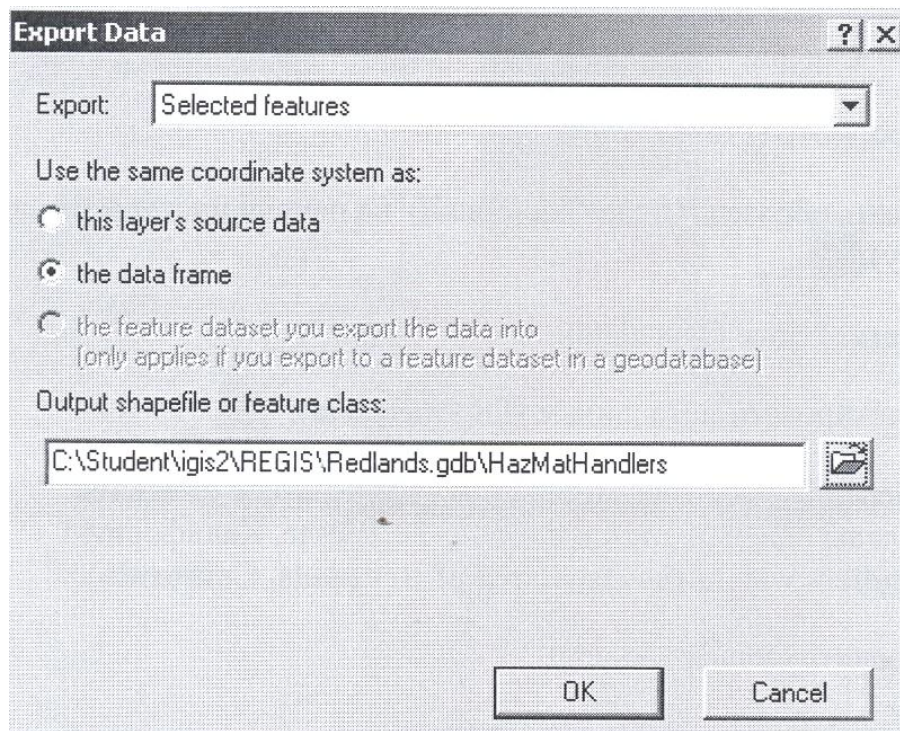 Export Data
Export: Selected features
Use the same coordinate system as:
this layer's source data
the data frame
the feature dataset you export the data into
(only applies if you export to a feature dataset in a geodatabase)
Output shapefile or feature class:
C:\Student\igis2\REGIS\Redlands.gdb\HazMatHandlers
OK Cancel